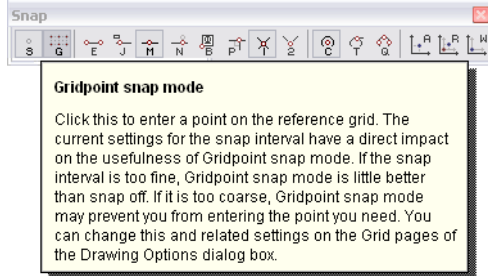 Snap
S G E J M N B P T X 2 C T Q A R W
Gridpoint snap mode
Click this to enter a point on the reference grid. The
current settings for the snap interval have a direct impact
on the usefulness of Gridpoint snap mode. If the snap
interval is too fine, Gridpoint snap mode is little better
than snap off. If it is too coarse, Gridpoint snap mode
may prevent you from entering the point you need. You
can change this and related settings on the Grid pages of
the Drawing Options dialog box.